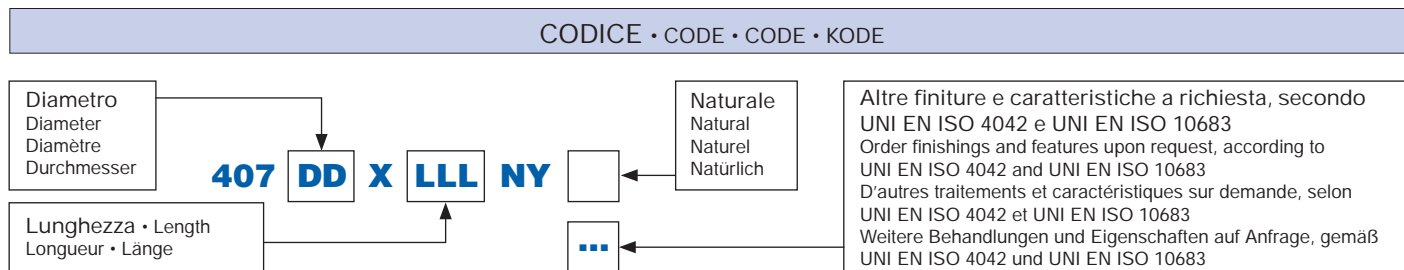 CODICE • CODE • CODE • KODE
Diametro
Diameter
Diamètre
Durchmesser
407 DD X LLL NY
Naturale
Natural
Naturel
Natürlich
Lunghezza • Length
Longueur • Länge
...
Altre finiture e caratteristiche a richiesta, secondo
UNI EN ISO 4042 e UNI EN ISO 10683
Order finishings and features upon request, according to
UNI EN ISO 4042 and UNI EN ISO 10683
D'autres traitements et caractéristiques sur demande, selon
UNI EN ISO 4042 et UNI EN ISO 10683
Weitere Behandlungen und Eigenschaften auf Anfrage, gemäß
UNI EN ISO 4042 und UNI EN ISO 10683